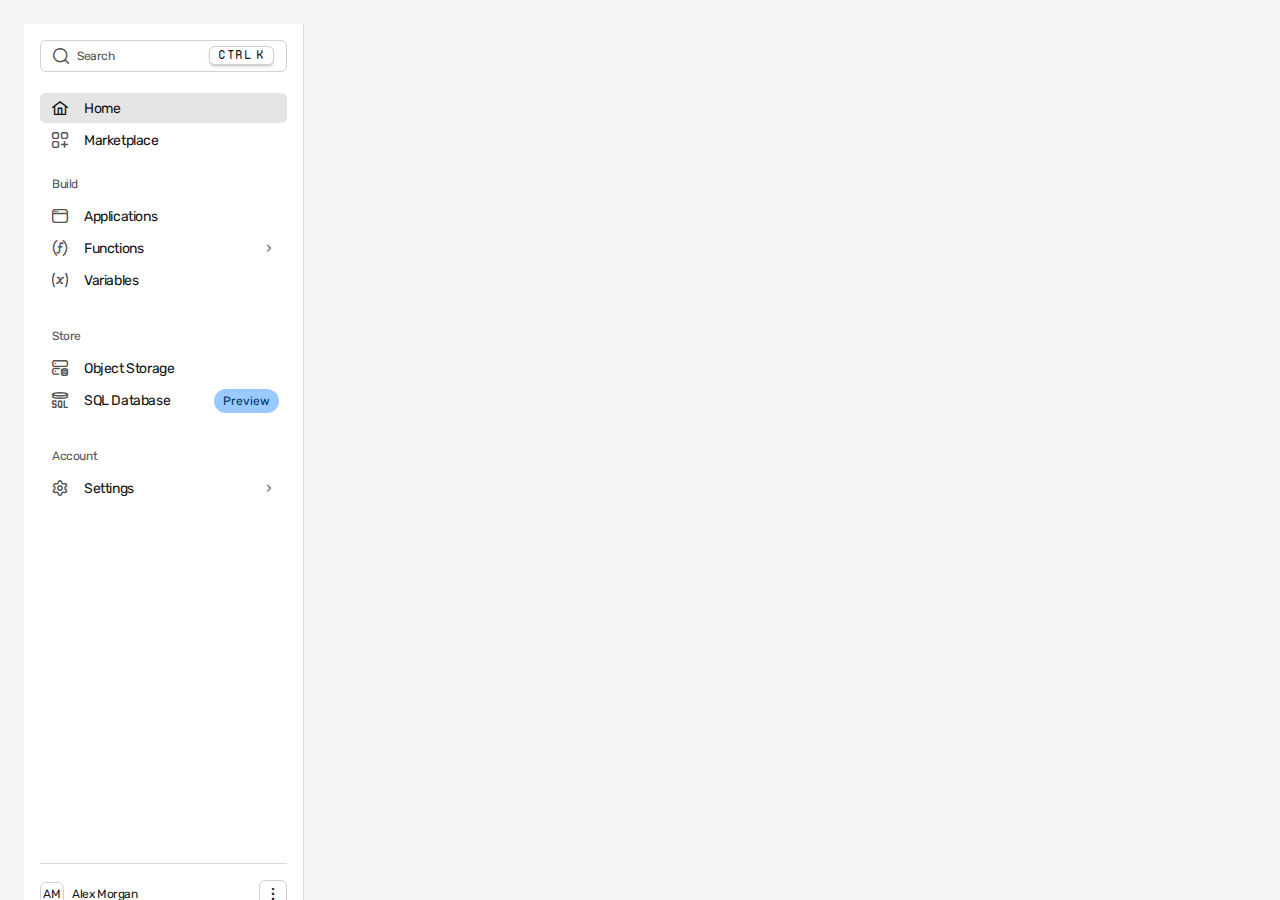 Search CTRL K
Home
Marketplace
Build
Applications
Functions
Variables
Store
Object Storage
SQL Database Preview
Account
Settings
AM Alex Morgan